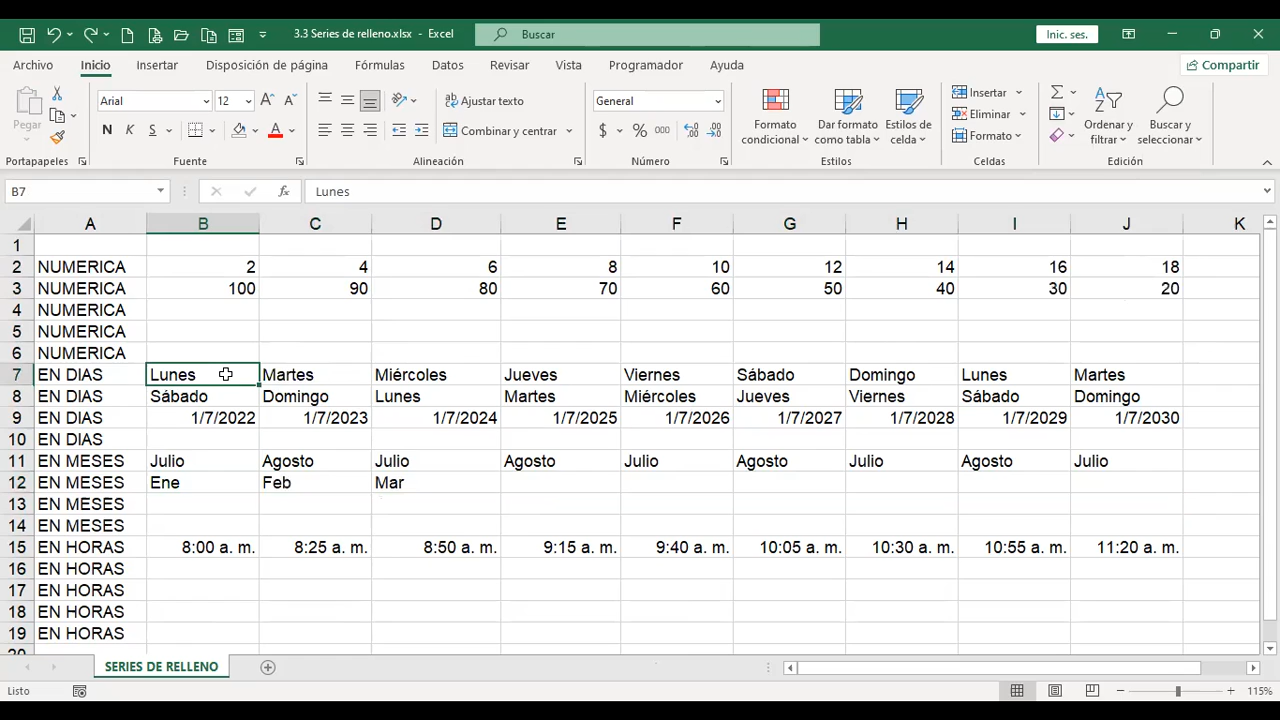 3.3 Series de relleno.xlsx - Excel
Buscar
Inic. ses.
Archivo Inicio Insertar Disposición de página Fórmulas Datos Revisar Vista Programador Ayuda Compartir
Pegar
Portapapeles
Arial 12
N K S
Fuente
Ajustar texto
Combinar y centrar
Alineación
General
$ % 000
Número
Formato condicional
Dar formato como tabla
Estilos de celda
Estilos
Insertar
Eliminar
Formato
Celdas
Ordenar y filtrar
Buscar y seleccionar
Edición
B7 fx Lunes
A B C D E F G H I J K
1
2 NUMERICA 2 4 6 8 10 12 14 16 18
3 NUMERICA 100 90 80 70 60 50 40 30 20
4 NUMERICA
5 NUMERICA
6 NUMERICA
7 EN DIAS Lunes Martes Miércoles Jueves Viernes Sábado Domingo Lunes Martes
8 EN DIAS Sábado Domingo Lunes Martes Miércoles Jueves Viernes Sábado Domingo
9 EN DIAS 1/7/2022 1/7/2023 1/7/2024 1/7/2025 1/7/2026 1/7/2027 1/7/2028 1/7/2029 1/7/2030
10 EN DIAS
11 EN MESES Julio Agosto Julio Agosto Julio Agosto Julio Agosto Julio
12 EN MESES Ene Feb Mar
13 EN MESES
14 EN MESES
15 EN HORAS 8:00 a. m. 8:25 a. m. 8:50 a. m. 9:15 a. m. 9:40 a. m. 10:05 a. m. 10:30 a. m. 10:55 a. m. 11:20 a. m.
16 EN HORAS
17 EN HORAS
18 EN HORAS
19 EN HORAS
SERIES DE RELLENO
Listo 115%